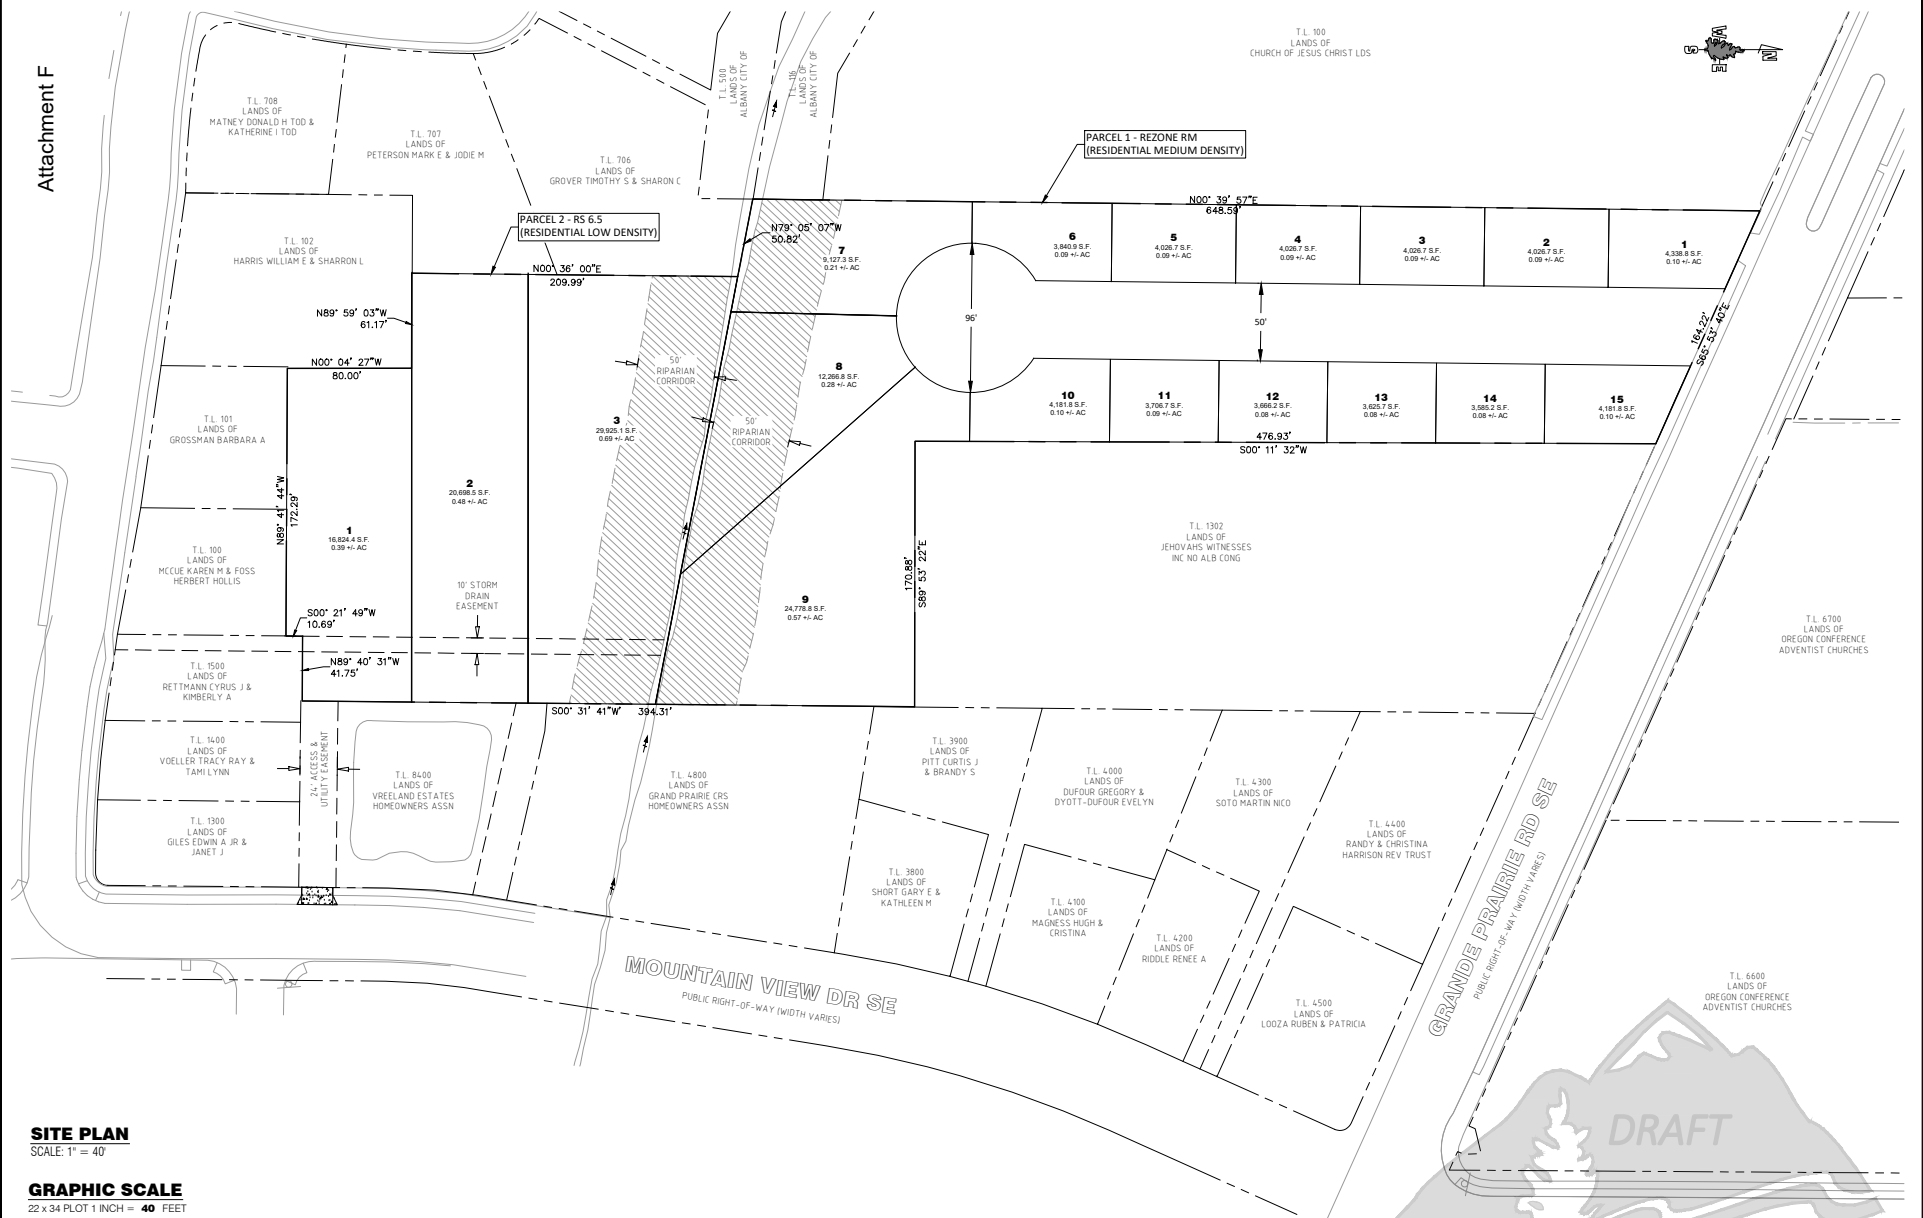 Attachment F
T.L. 708
LANDS OF
MATNEY DONALD H TOD &
KATHERINE I TOD
T.L. 707
LANDS OF
PETERSON MARK E & JODIE M
T.L. 706
LANDS OF
GROVER TIMOTHY S & SHARON C
T.L. 500
LANDS OF
ALBANY CITY OF
T.L. 116
LANDS OF
ALBANY CITY OF
T.L. 100
LANDS OF
CHURCH OF JESUS CHRIST LDS
S
W
E
N
PARCEL 1 - REZONE RM
(RESIDENTIAL MEDIUM DENSITY)
PARCEL 2 - RS 6.5
(RESIDENTIAL LOW DENSITY)
N00° 39' 57"E
648.59'
N79° 05' 07"W
50.82'
N00° 36' 00"E
209.99'
N89° 59' 03"W
61.17'
N00° 04' 27"W
80.00'
N89° 41' 44"W
172.29'
S00° 21' 49"W
10.69'
N89° 40' 31"W
41.75'
S00° 31' 41"W
394.31'
170.88'
S89° 53' 22"E
476.93'
S00° 11' 32"W
164.22'
S65° 53' 40"E
T.L. 102
LANDS OF
HARRIS WILLIAM E & SHARRON L
T.L. 101
LANDS OF
GROSSMAN BARBARA A
T.L. 100
LANDS OF
MCCUE KAREN M & FOSS
HERBERT HOLLIS
T.L. 1500
LANDS OF
RETTMANN CYRUS J &
KIMBERLY A
T.L. 1400
LANDS OF
VOELLER TRACY RAY &
TAMI LYNN
T.L. 1300
LANDS OF
GILES EDWIN A JR &
JANET J
1
16,824.4 S.F.
0.39 +/- AC
2
20,698.5 S.F.
0.48 +/- AC
3
29,925.1 S.F.
0.69 +/- AC
10' STORM
DRAIN
EASEMENT
50'
RIPARIAN
CORRIDOR
50'
RIPARIAN
CORRIDOR
7
9,127.3 S.F.
0.21 +/- AC
8
12,266.8 S.F.
0.28 +/- AC
9
24,778.8 S.F.
0.57 +/- AC
96'
50'
6
3,840.9 S.F.
0.09 +/- AC
5
4,026.7 S.F.
0.09 +/- AC
4
4,026.7 S.F.
0.09 +/- AC
3
4,026.7 S.F.
0.09 +/- AC
2
4,026.7 S.F.
0.09 +/- AC
1
4,338.8 S.F.
0.10 +/- AC
10
4,181.8 S.F.
0.10 +/- AC
11
3,706.7 S.F.
0.09 +/- AC
12
3,666.2 S.F.
0.08 +/- AC
13
3,625.7 S.F.
0.08 +/- AC
14
3,585.2 S.F.
0.08 +/- AC
15
4,181.8 S.F.
0.10 +/- AC
T.L. 1302
LANDS OF
JEHOVAHS WITNESSES
INC NO ALB CONG
T.L. 6700
LANDS OF
OREGON CONFERENCE
ADVENTIST CHURCHES
24' ACCESS &
UTILITY EASEMENT
T.L. 8400
LANDS OF
VREELAND ESTATES
HOMEOWNERS ASSN
T.L. 4800
LANDS OF
GRAND PRAIRIE CRS
HOMEOWNERS ASSN
T.L. 3900
LANDS OF
PITT CURTIS J
& BRANDY S
T.L. 3800
LANDS OF
SHORT GARY E &
KATHLEEN M
T.L. 4000
LANDS OF
DUFOUR GREGORY &
DYOTT-DUFOUR EVELYN
T.L. 4100
LANDS OF
MAGNESS HUGH &
CRISTINA
T.L. 4200
LANDS OF
RIDDLE RENEE A
T.L. 4300
LANDS OF
SOTO MARTIN NICO
T.L. 4400
LANDS OF
RANDY & CHRISTINA
HARRISON REV TRUST
T.L. 4500
LANDS OF
LOOZA RUBEN & PATRICIA
T.L. 6600
LANDS OF
OREGON CONFERENCE
ADVENTIST CHURCHES
MOUNTAIN VIEW DR SE
PUBLIC RIGHT-OF-WAY (WIDTH VARIES)
GRANDE PRAIRIE RD SE
PUBLIC RIGHT-OF-WAY (WIDTH VARIES)
DRAFT
SITE PLAN
SCALE: 1" = 40'
GRAPHIC SCALE
22 x 34 PLOT 1 INCH = 40 FEET